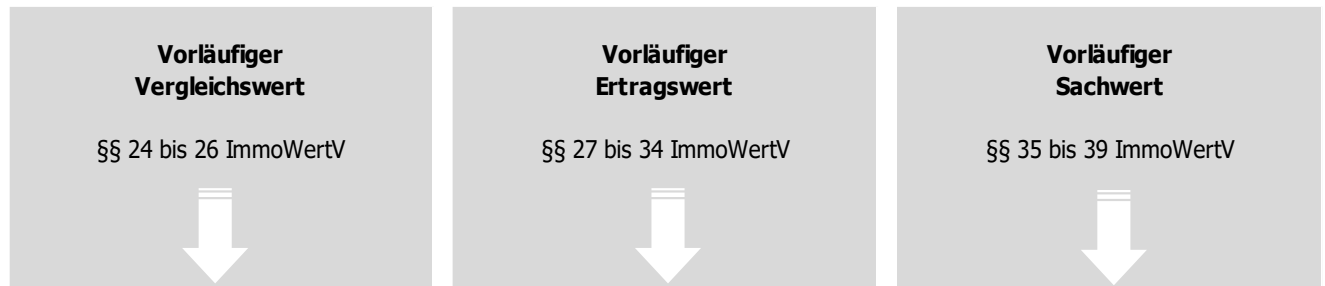 Vorläufiger
Vergleichswert
§§ 24 bis 26 ImmoWertV
Vorläufiger
Ertragswert
§§ 27 bis 34 ImmoWertV
Vorläufiger
Sachwert
§§ 35 bis 39 ImmoWertV